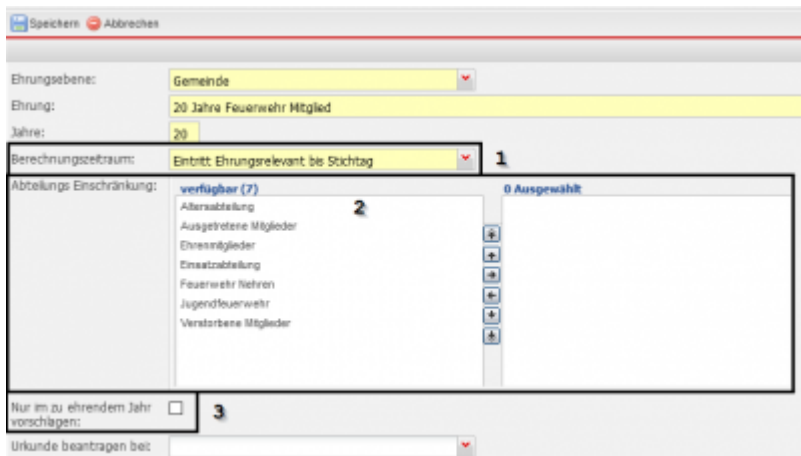 Speichern Abbrechen
Ehrungsebene: Gemeinde
Ehrung: 20 Jahre Feuerwehr Mitglied
Jahre: 20
Berechnungszeitraum: Eintritt Ehrungsrelevant bis Stichtag 1
Abteilungs Einschränkung: verfügbar (7) 0 Ausgewählt
Altersabteilung 2
Ausgetretene Mitglieder
Ehrenmitglieder
Einsatzabteilung
Feuerwehr Nehren
Jugendfeuerwehr
Verstorbene Mitglieder
Nur im zu ehrendem Jahr
vorschlagen: 3
Urkunde beantragen bei: